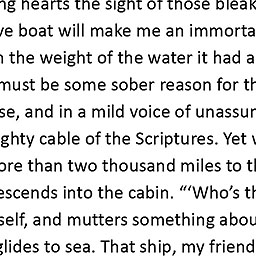 ng hearts the sight of those bleak
ve boat will make me an immorta
n the weight of the water it had a
must be some sober reason for th
se, and in a mild voice of unassum
ghty cable of the Scriptures. Yet w
ore than two thousand miles to th
escends into the cabin. “‘Who’s th
self, and mutters something abou
glides to sea. That ship, my friend